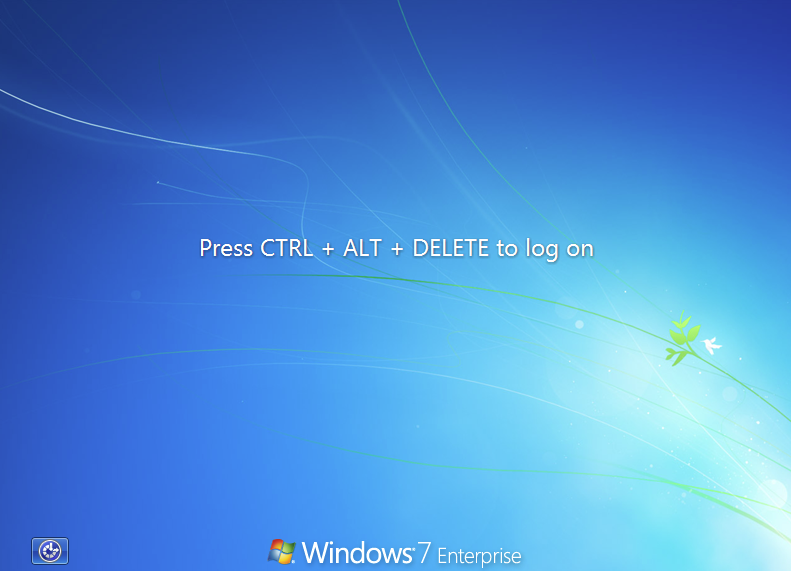 Press CTRL + ALT + DELETE to log on
Windows 7 Enterprise